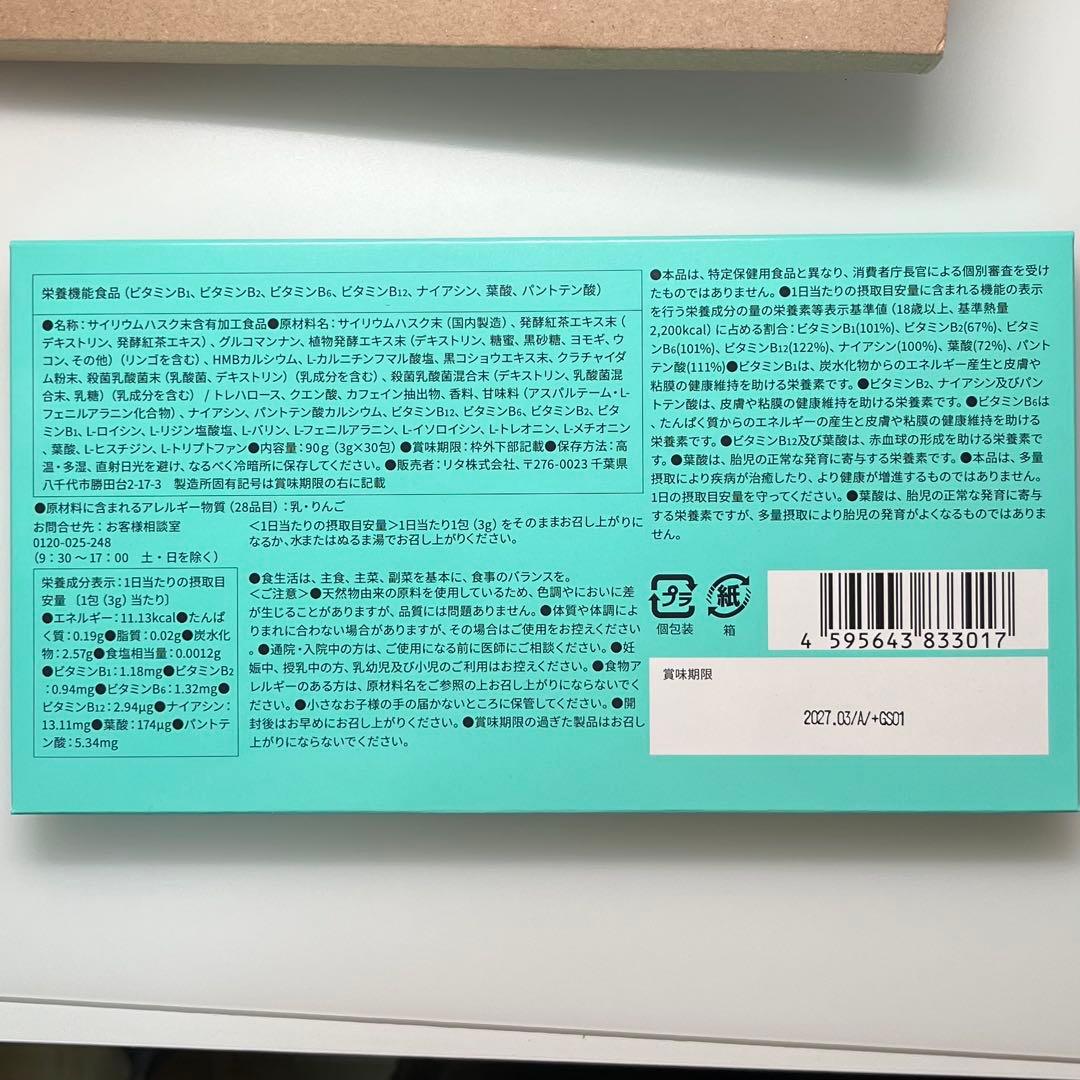 栄養機能食品（ビタミンB1、ビタミンB2、ビタミンB6、ビタミンB12、ナイアシン、葉酸、パントテン酸）
●名称：サイリウムハスク末含有加工食品●原材料名：サイリウムハスク末（国内製造）、発酵紅茶エキス末（
デキストリン、発酵紅茶エキス）、グルコマンナン、植物発酵エキス末（デキストリン、糖蜜、黒砂糖、ヨモギ、ウ
コン、その他）（リンゴを含む）、HMBカルシウム、L-カルニチンフマル酸塩、黒コショウエキス末、クラチャイダ
ム粉末、殺菌乳酸菌末（乳酸菌、デキストリン）（乳成分を含む）、殺菌乳酸菌混合末（デキストリン、乳酸菌混
合末、乳糖）（乳成分を含む）／トレハロース、クエン酸、カフェイン抽出物、香料、甘味料（アスパルテーム・L-
フェニルアラニン化合物）、ナイアシン、パントテン酸カルシウム、ビタミンB12、ビタミンB6、ビタミンB2、ビタ
ミンB1、L-ロイシン、L-リジン塩酸塩、L-バリン、L-フェニルアラニン、L-イソロイシン、L-トレオニン、L-メチオニン
、葉酸、L-ヒスチジン、L-トリプトファン●内容量：90g（3g×30包）●賞味期限：枠外下部記載●保存方法：高
温・多湿、直射日光を避け、なるべく冷暗所に保存してください。●販売者：リタ株式会社、〒276-0023 千葉県
八千代市勝田台2-17-3　製造所固有記号は賞味期限の右に記載
●原材料に含まれるアレルギー物質（28品目）：乳・りんご
お問合せ先：お客様相談室
0120-025-248
（9：30～17：00　土・日を除く）
＜1日当たりの摂取目安量＞1日当たり1包（3g）をそのままお召し上がりに
なるか、水またはぬるま湯でお召し上がりください。
栄養成分表示：1日当たりの摂取目
安量〔1包（3g）当たり〕
●エネルギー：11.13kcal●たんぱ
く質：0.19g●脂質：0.02g●炭水化
物：2.57g●食塩相当量：0.0012g
●ビタミンB1：1.18mg●ビタミンB2
：0.94mg●ビタミンB6：1.32mg●
ビタミンB12：2.94μg●ナイアシン：
13.11mg●葉酸：174μg●パントテ
ン酸：5.34mg
●食生活は、主食、主菜、副菜を基本に、食事のバランスを。
＜ご注意＞●天然物由来の原料を使用しているため、色調やにおいに差
が生じることがありますが、品質には問題ありません。●体質や体調によ
りまれに合わない場合がありますが、その場合はご使用をお控えください。
●通院・入院中の方は、ご使用になる前に医師にご相談ください。●妊
娠中、授乳中の方、乳幼児及び小児のご利用はお控えください。●食物ア
レルギーのある方は、原材料名をご参照の上お召し上がりにならないでく
ださい。●小さなお子様の手の届かないところに保管してください。●開
封後はお早めにお召し上がりください。●賞味期限の過ぎた製品はお召し
上がりにならないでください。
●本品は、特定保健用食品と異なり、消費者庁長官による個別審査を受け
たものではありません。●1日当たりの摂取目安量に含まれる機能の表示
を行う栄養成分の量の栄養素等表示基準値（18歳以上、基準熱量
2,200kcal）に占める割合：ビタミンB1(101%)、ビタミンB2(67%)、ビタミ
ンB6(101%)、ビタミンB12(122%)、ナイアシン(100%)、葉酸(72%)、パント
テン酸(111%)●ビタミンB1は、炭水化物からのエネルギー産生と皮膚や
粘膜の健康維持を助ける栄養素です。●ビタミンB2、ナイアシン及びパン
トテン酸は、皮膚や粘膜の健康維持を助ける栄養素です。●ビタミンB6は
、たんぱく質からのエネルギーの産生と皮膚や粘膜の健康維持を助ける
栄養素です。●ビタミンB12及び葉酸は、赤血球の形成を助ける栄養素で
す。●葉酸は、胎児の正常な発育に寄与する栄養素です。●本品は、多量
摂取により疾病が治癒したり、より健康が増進するものではありません。
1日の摂取目安量を守ってください。●葉酸は、胎児の正常な発育に寄与
する栄養素ですが、多量摂取により胎児の発育がよくなるものではありま
せん。
プラ
個包装
紙
箱
4 595643 833017
賞味期限
2027.03/A/+GS01